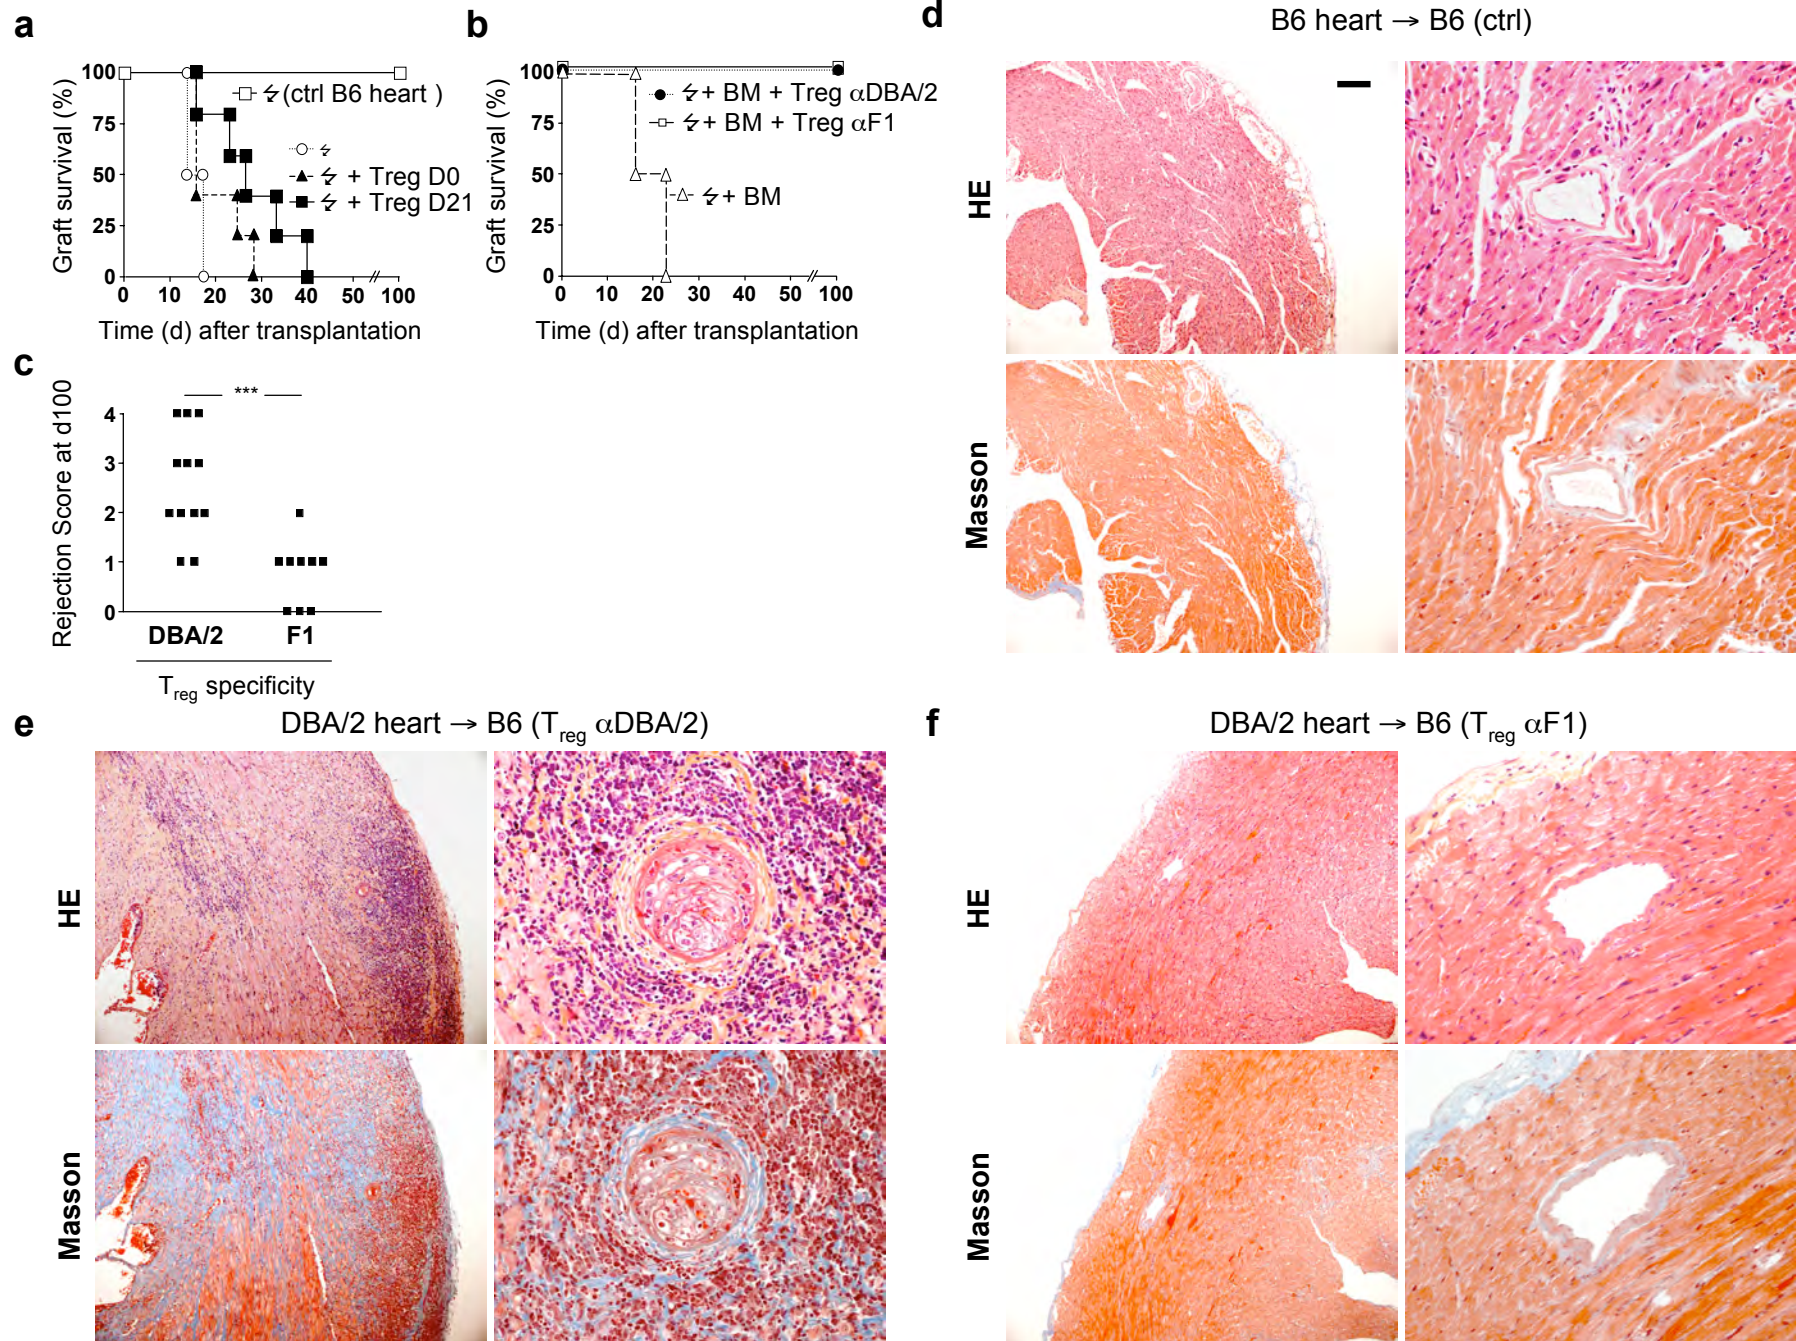 a
100
75
50
25
0
Graft survival (%)
(ctrl B6 heart )
+ Treg D0
+ Treg D21
0 10 20 30 40 50 100
Time (d) after transplantation
b
100
75
50
25
0
Graft survival (%)
+ BM + Treg αDBA/2
+ BM + Treg αF1
+ BM
0 10 20 30 40 50 100
Time (d) after transplantation
c
***
4
3
2
1
0
Rejection Score at d100
DBA/2 F1
Treg specificity
d
B6 heart → B6 (ctrl)
HE
Masson
e
DBA/2 heart → B6 (Treg αDBA/2)
HE
Masson
f
DBA/2 heart → B6 (Treg αF1)
HE
Masson